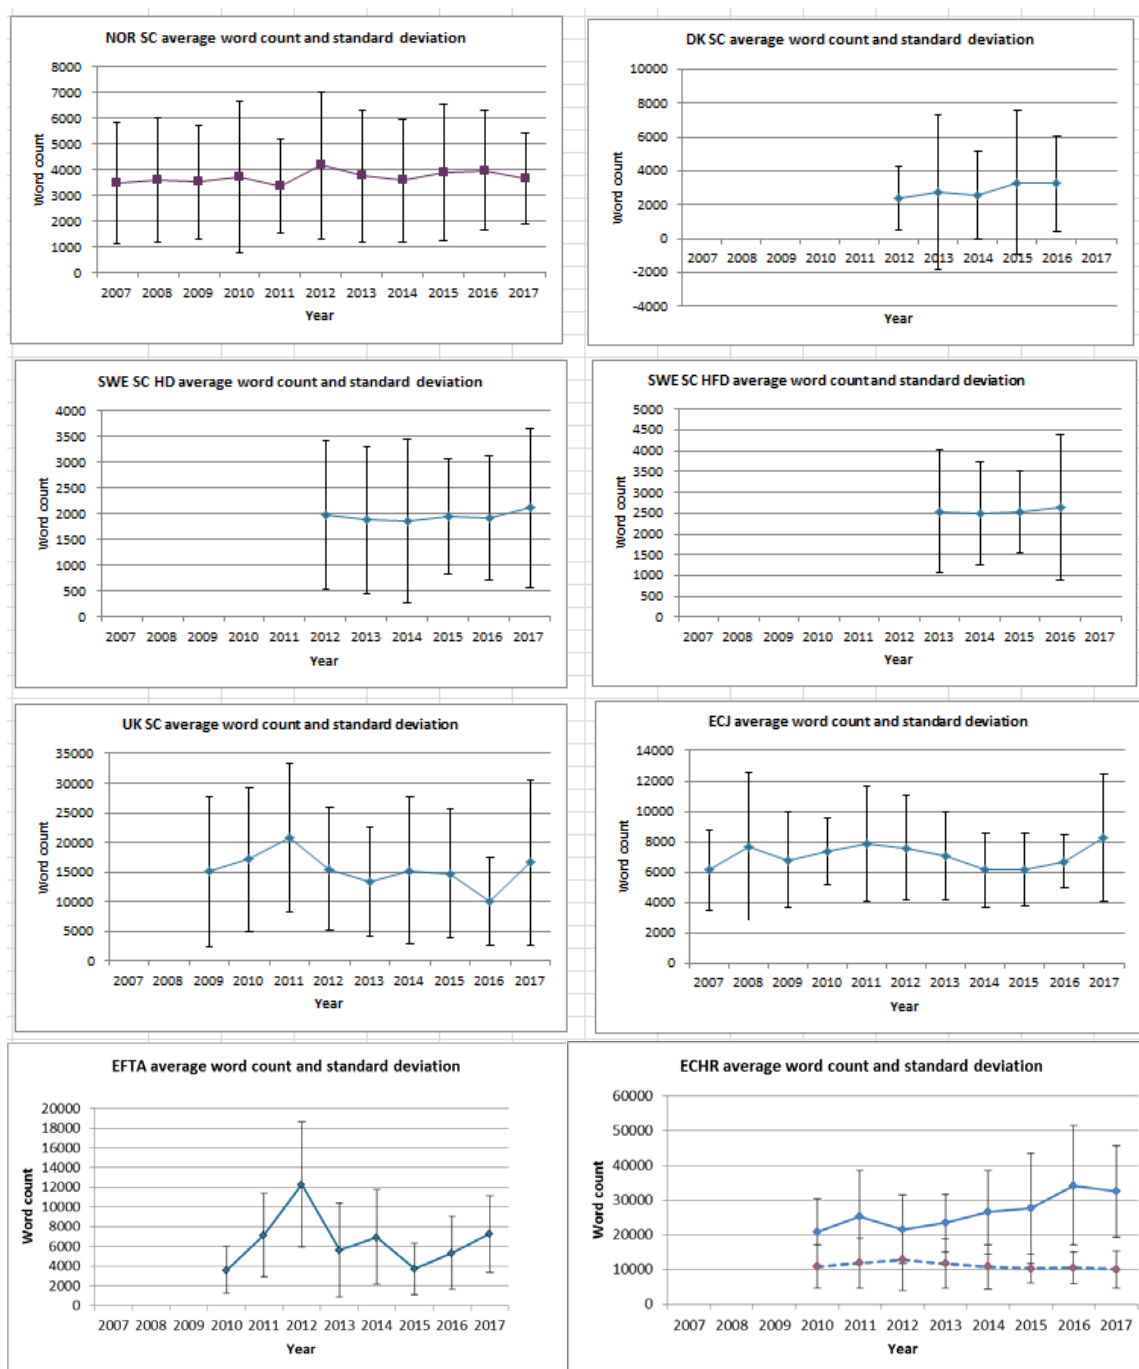 NOR SC average word count and standard deviation
8000
7000
6000
5000
4000
3000
2000
1000
0
Word count
2007 2008 2009 2010 2011 2012 2013 2014 2015 2016 2017
Year
DK SC average word count and standard deviation
10000
8000
6000
4000
2000
0
-2000
-4000
Word count
2007 2008 2009 2010 2011 2012 2013 2014 2015 2016 2017
Year
SWE SC HD average word count and standard deviation
4000
3500
3000
2500
2000
1500
1000
500
0
Word count
2007 2008 2009 2010 2011 2012 2013 2014 2015 2016 2017
Year
SWE SC HFD average word count and standard deviation
5000
4500
4000
3500
3000
2500
2000
1500
1000
500
0
Word count
2007 2008 2009 2010 2011 2012 2013 2014 2015 2016 2017
Year
UK SC average word count and standard deviation
35000
30000
25000
20000
15000
10000
5000
0
Word count
2007 2008 2009 2010 2011 2012 2013 2014 2015 2016 2017
Year
ECJ average word count and standard deviation
14000
12000
10000
8000
6000
4000
2000
0
Word count
2007 2008 2009 2010 2011 2012 2013 2014 2015 2016 2017
Year
EFTA average word count and standard deviation
20000
18000
16000
14000
12000
10000
8000
6000
4000
2000
0
Word count
2007 2008 2009 2010 2011 2012 2013 2014 2015 2016 2017
Year
ECHR average word count and standard deviation
60000
50000
40000
30000
20000
10000
0
Word count
2007 2008 2009 2010 2011 2012 2013 2014 2015 2016 2017
Year